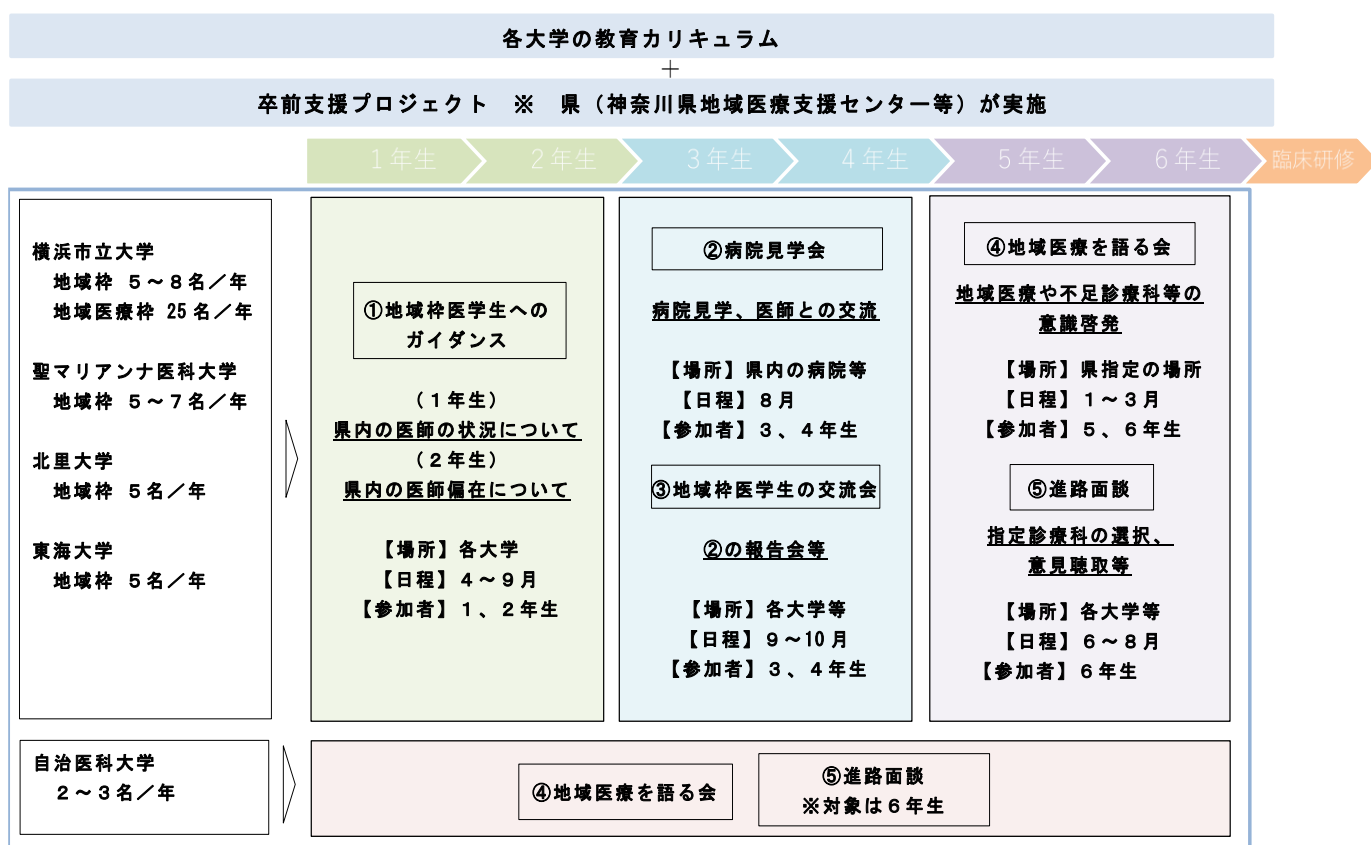 各大学の教育カリキュラム
+
卒前支援プロジェクト ※ 県（神奈川県地域医療支援センター等）が実施
1年生
2年生
3年生
4年生
5年生
6年生
臨床研修
横浜市立大学
地域枠 ５～８名／年
地域医療枠 25名／年
聖マリアンナ医科大学
地域枠 ５～７名／年
北里大学
地域枠 ５名／年
東海大学
地域枠 ５名／年
①地域枠医学生への
ガイダンス
（１年生）
県内の医師の状況について
（２年生）
県内の医師偏在について
【場所】各大学
【日程】４～９月
【参加者】１、２年生
②病院見学会
病院見学、医師との交流
【場所】県内の病院等
【日程】８月
【参加者】３、４年生
③地域枠医学生の交流会
②の報告会等
【場所】各大学等
【日程】９～10月
【参加者】３、４年生
④地域医療を語る会
地域医療や不足診療科等の
意識啓発
【場所】県指定の場所
【日程】１～３月
【参加者】５、６年生
⑤進路面談
指定診療科の選択、
意見聴取等
【場所】各大学等
【日程】６～８月
【参加者】６年生
自治医科大学
２～３名／年
④地域医療を語る会
⑤進路面談
※対象は６年生